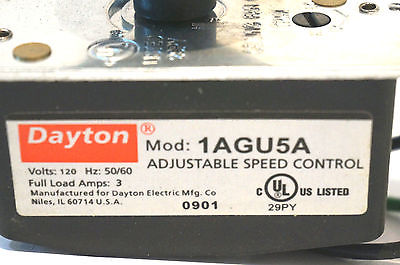 Dayton® Mod: 1AGU5A
ADJUSTABLE SPEED CONTROL
Volts: 120 Hz: 50/60
Full Load Amps: 3
Manufactured for Dayton Electric Mfg. Co
Niles, IL 60714 U.S.A.
0901
C UL® US LISTED
29PY